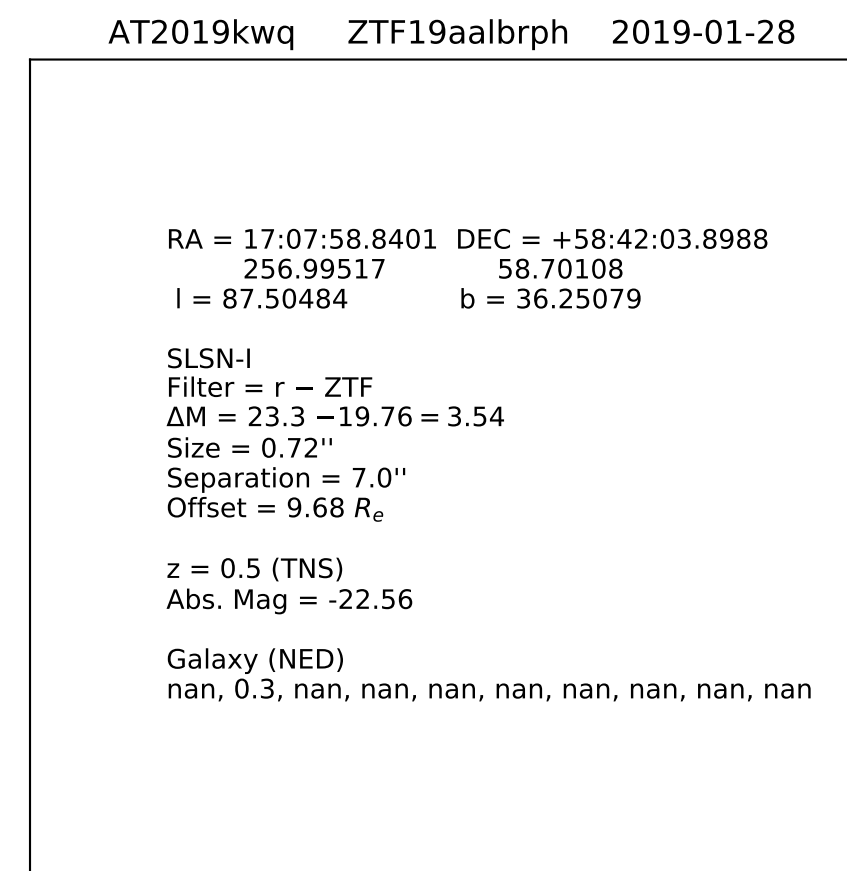 AT2019kwq ZTF19aalbrph 2019-01-28
RA = 17:07:58.8401 DEC = +58:42:03.8988
256.99517 58.70108
l = 87.50484 b = 36.25079
SLSN-I
Filter = r − ZTF
ΔM = 23.3 −19.76 = 3.54
Size = 0.72''
Separation = 7.0''
Offset = 9.68 Rₑ
z = 0.5 (TNS)
Abs. Mag = -22.56
Galaxy (NED)
nan, 0.3, nan, nan, nan, nan, nan, nan, nan, nan